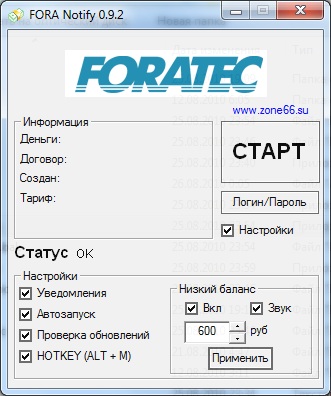 FORA Notify 0.9.2
FORATEC
www.zone66.su
Информация
Деньги:
Договор:
Создан:
Тариф:
СТАРТ
Логин/Пароль
Настройки
Статус OK
Настройки
Уведомления
Автозапуск
Проверка обновлений
HOTKEY (ALT + M)
Низкий баланс
Вкл Звук
600 руб
Применить